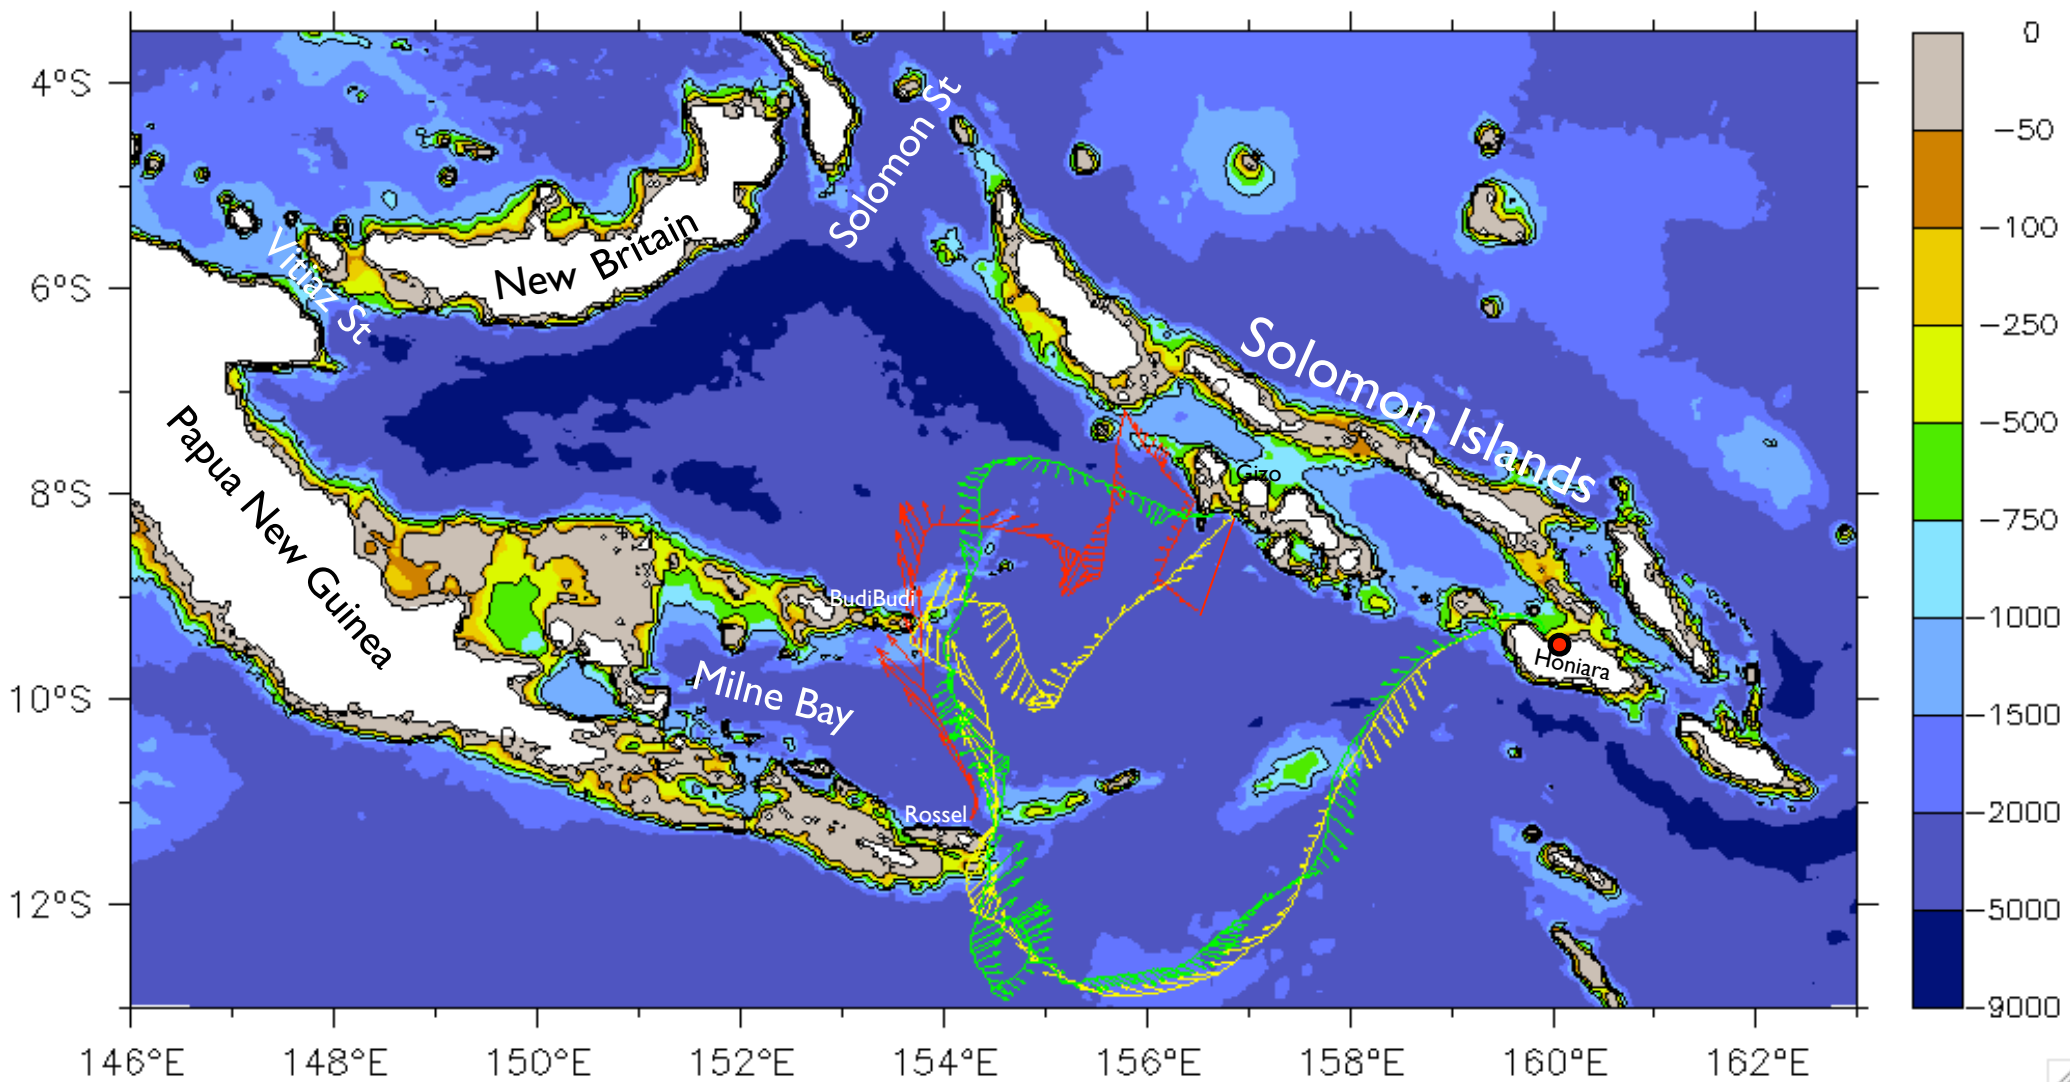 4°S
6°S
8°S
10°S
12°S
146°E
148°E
150°E
152°E
154°E
156°E
158°E
160°E
162°E
Solomon St
Vitiaz St
New Britain
Solomon Islands
Papua New Guinea
Gizo
BudiBudi
Milne Bay
Honiara
Rossel
0
-50
-100
-250
-500
-750
-1000
-1500
-2000
-5000
-9000